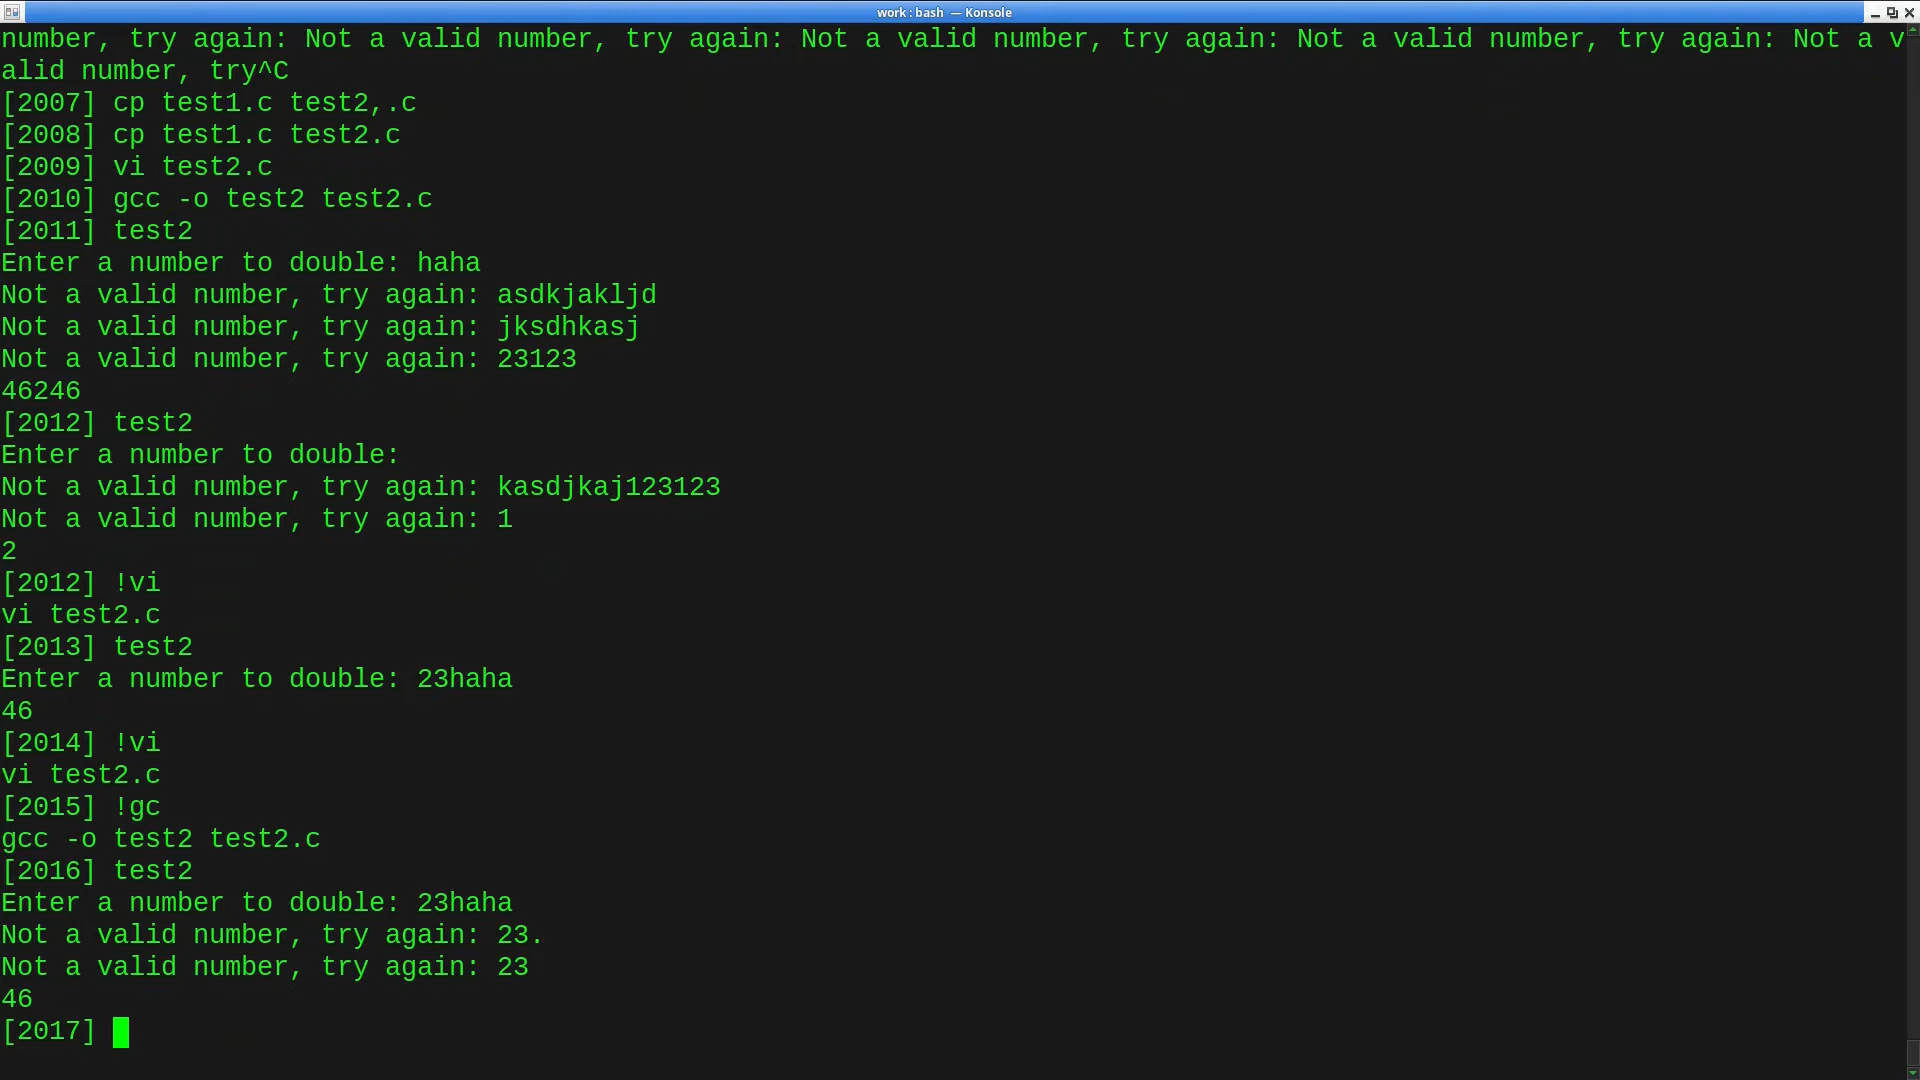 work : bash — Konsole
number, try again: Not a valid number, try again: Not a valid number, try again: Not a valid number, try again: Not a v
alid number, try^C
[2007] cp test1.c test2,.c
[2008] cp test1.c test2.c
[2009] vi test2.c
[2010] gcc -o test2 test2.c
[2011] test2
Enter a number to double: haha
Not a valid number, try again: asdkjakljd
Not a valid number, try again: jksdhkasj
Not a valid number, try again: 23123
46246
[2012] test2
Enter a number to double:
Not a valid number, try again: kasdjkaj123123
Not a valid number, try again: 1
2
[2012] !vi
vi test2.c
[2013] test2
Enter a number to double: 23haha
46
[2014] !vi
vi test2.c
[2015] !gc
gcc -o test2 test2.c
[2016] test2
Enter a number to double: 23haha
Not a valid number, try again: 23.
Not a valid number, try again: 23
46
[2017]